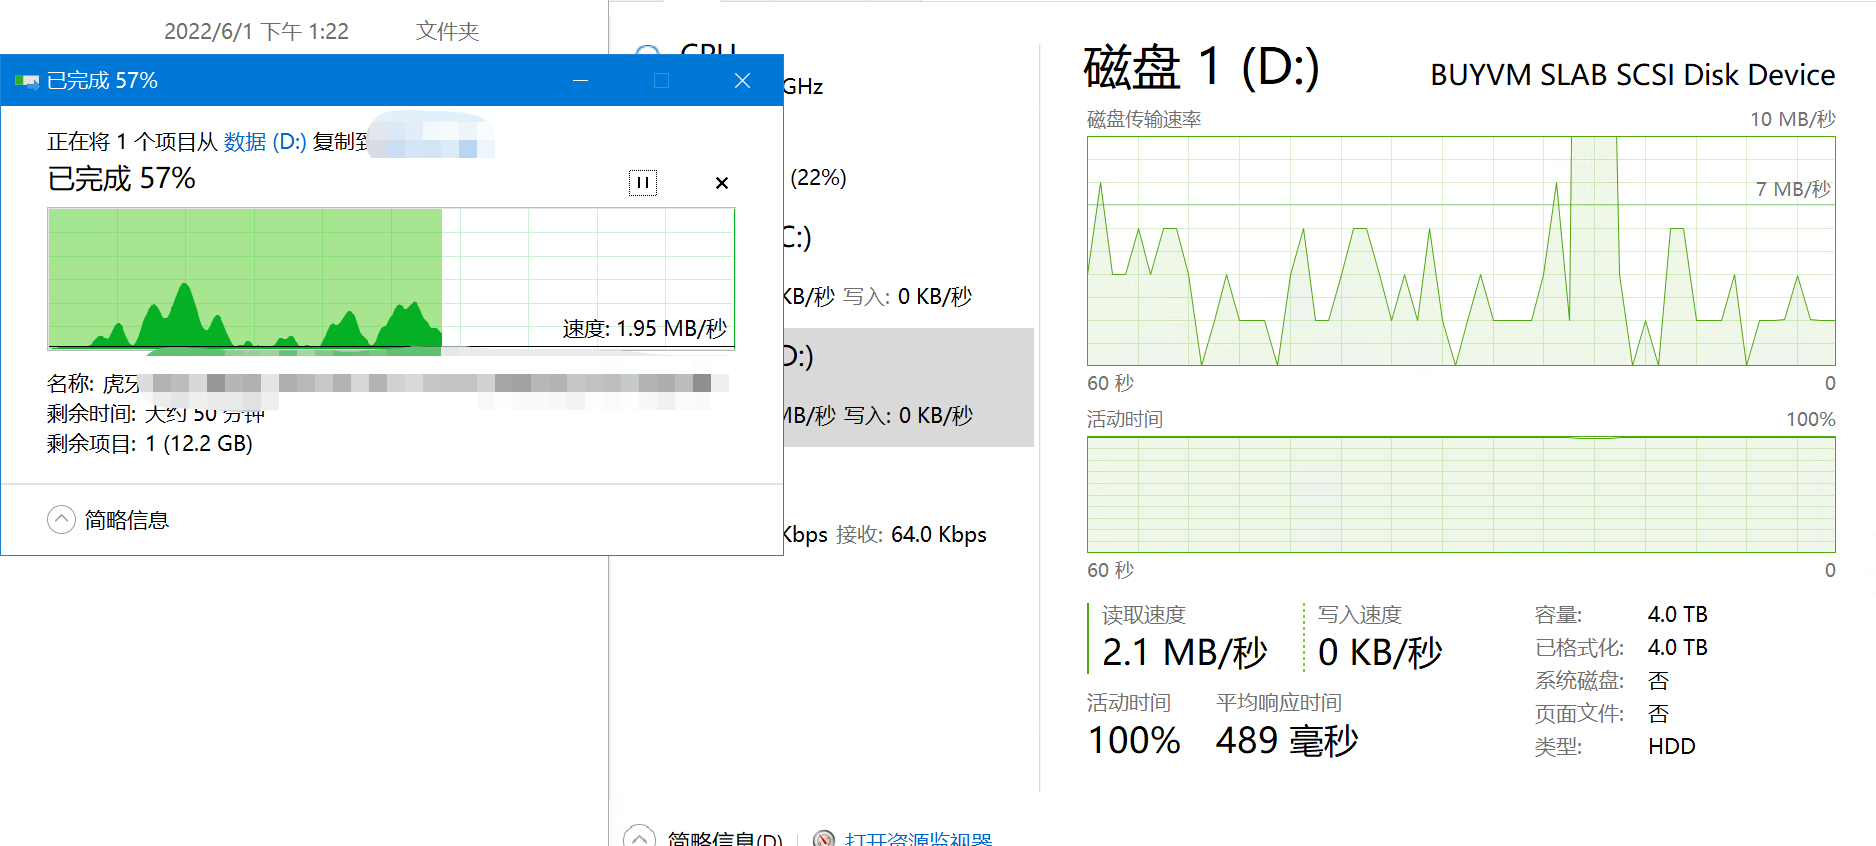 2022/6/1 下午 1:22
文件夹
已完成 57%
正在将 1 个项目从 数据 (D:) 复制到
已完成 57%
速度: 1.95 MB/秒
名称: 虎牙
剩余时间: 大约 50 分钟
剩余项目: 1 (12.2 GB)
简略信息
CPU
GHz
(22%)
C:)
KB/秒 写入: 0 KB/秒
D:)
MB/秒 写入: 0 KB/秒
Kbps 接收: 64.0 Kbps
简略信息(D)
打开资源监视器
磁盘 1 (D:)
BUYVM SLAB SCSI Disk Device
磁盘传输速率
10 MB/秒
7 MB/秒
60 秒
0
活动时间
100%
60 秒
0
读取速度
2.1 MB/秒
写入速度
0 KB/秒
活动时间
100%
平均响应时间
489 毫秒
容量: 4.0 TB
已格式化: 4.0 TB
系统磁盘: 否
页面文件: 否
类型: HDD